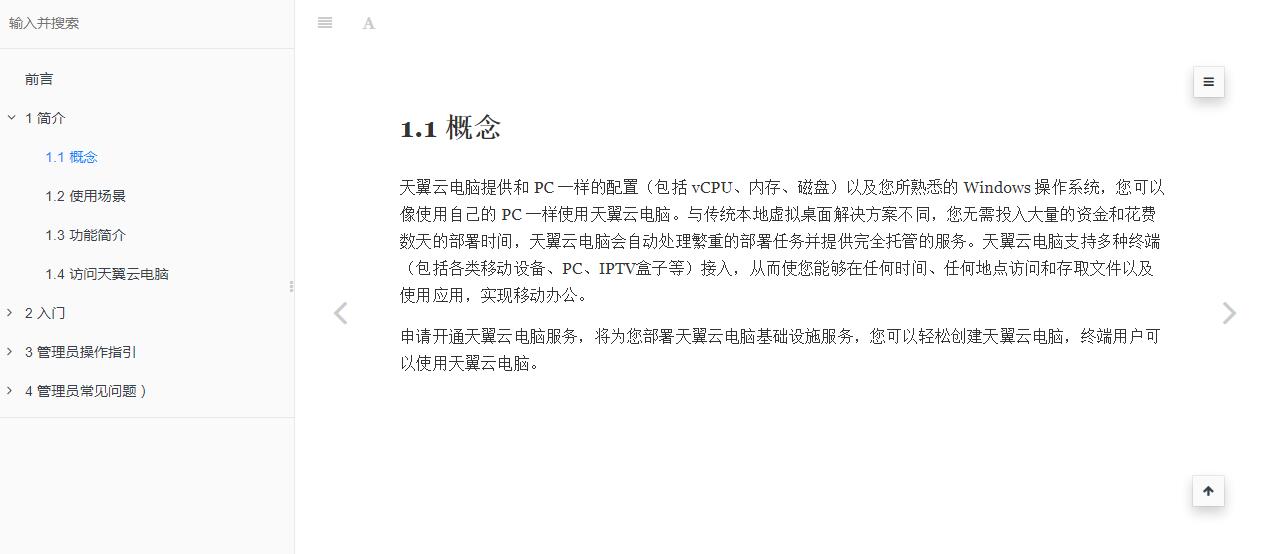 输入并搜索
前言
1 简介
1.1 概念
1.2 使用场景
1.3 功能简介
1.4 访问天翼云电脑
2 入门
3 管理员操作指引
4 管理员常见问题）
A
1.1 概念
天翼云电脑提供和 PC 一样的配置（包括 vCPU、内存、磁盘）以及您所熟悉的 Windows 操作系统，您可以
像使用自己的 PC 一样使用天翼云电脑。与传统本地虚拟桌面解决方案不同，您无需投入大量的资金和花费
数天的部署时间，天翼云电脑会自动处理繁重的部署任务并提供完全托管的服务。天翼云电脑支持多种终端
（包括各类移动设备、PC、IPTV盒子等）接入，从而使您能够在任何时间、任何地点访问和存取文件以及
使用应用，实现移动办公。
申请开通天翼云电脑服务，将为您部署天翼云电脑基础设施服务，您可以轻松创建天翼云电脑，终端用户可
以使用天翼云电脑。